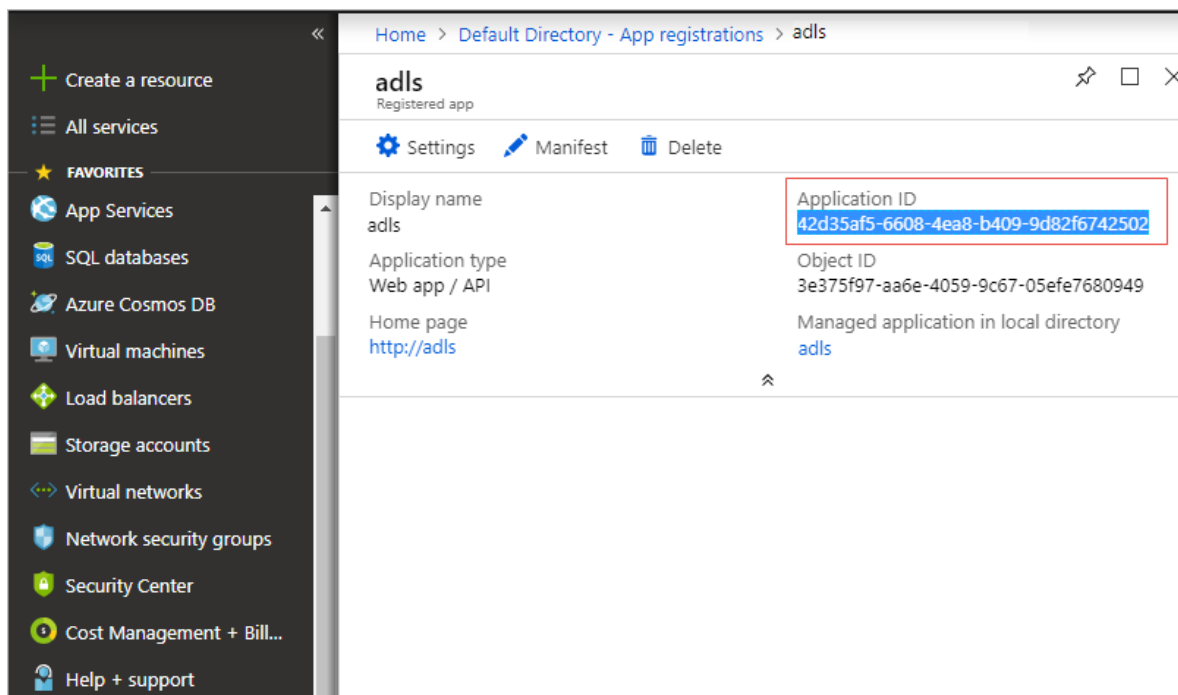 «
Create a resource
All services
FAVORITES
App Services
SQL databases
Azure Cosmos DB
Virtual machines
Load balancers
Storage accounts
Virtual networks
Network security groups
Security Center
Cost Management + Bill...
Help + support
Home > Default Directory - App registrations > adls
adls
Registered app
Settings Manifest Delete
Display name
adls
Application type
Web app / API
Home page
http://adls
Application ID
42d35af5-6608-4ea8-b409-9d82f6742502
Object ID
3e375f97-aa6e-4059-9c67-05efe7680949
Managed application in local directory
adls